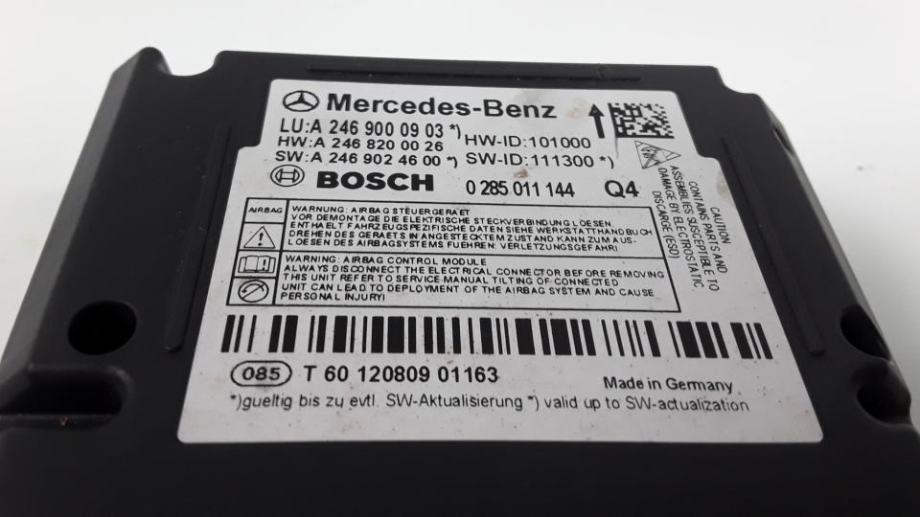 Mercedes-Benz
LU:A 246 900 09 03 *)
HW:A 246 820 00 26 HW-ID:101000
SW:A 246 902 46 00 *) SW-ID:111300 *)
BOSCH 0 285 011 144 Q4
AIRBAG
WARNUNG: AIRBAG STEUERGERAET
VOR DEMONTAGE DIE ELEKTRISCHE STECKVERBINDUNG LOESEN
ENTHAELT FAHRZEUGSPEZIFISCHE DATEN SIEHE WERKSTATTHANDBUCH
DREHEN DES GERAETS IN ANGESTECKTEM ZUSTAND KANN ZUM AUS-
LOESEN DES AIRBAGSYSTEMS FUEHREN: VERLETZUNGSGEFAHR!
WARNING: AIRBAG CONTROL MODULE
ALWAYS DISCONNECT THE ELECTRICAL CONNECTOR BEFORE REMOVING
THIS UNIT REFER TO SERVICE-MANUAL TILTING OF CONNECTED
UNIT CAN LEAD TO DEPLOYMENT OF THE AIRBAG SYSTEM AND CAUSE
PERSONAL INJURY!
CAUTION
CONTAINS PARTS AND
ASSEMBLIES SUSCEPTIBLE TO
DAMAGE BY ELECTROSTATIC
DISCHARGE (ESD)
085 T 60 120809 01163
Made in Germany
*)gueltig bis zu evtl. SW-Aktualisierung *) valid up to SW-actualization